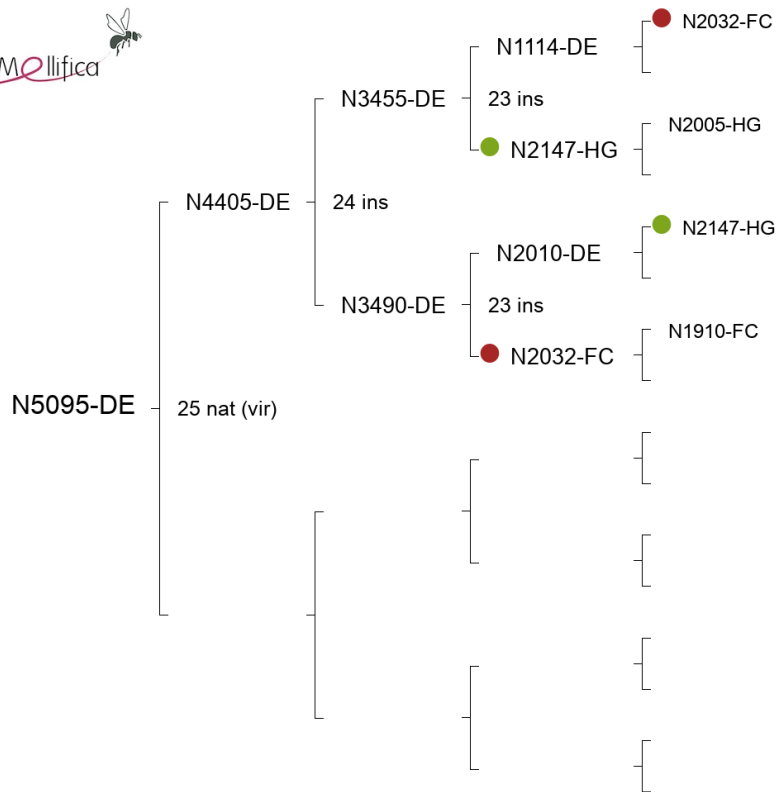 Mellifica
N2032-FC
N1114-DE
N3455-DE
23 ins
N2005-HG
N2147-HG
N4405-DE
24 ins
N2147-HG
N2010-DE
N3490-DE
23 ins
N1910-FC
N2032-FC
N5095-DE
25 nat (vir)